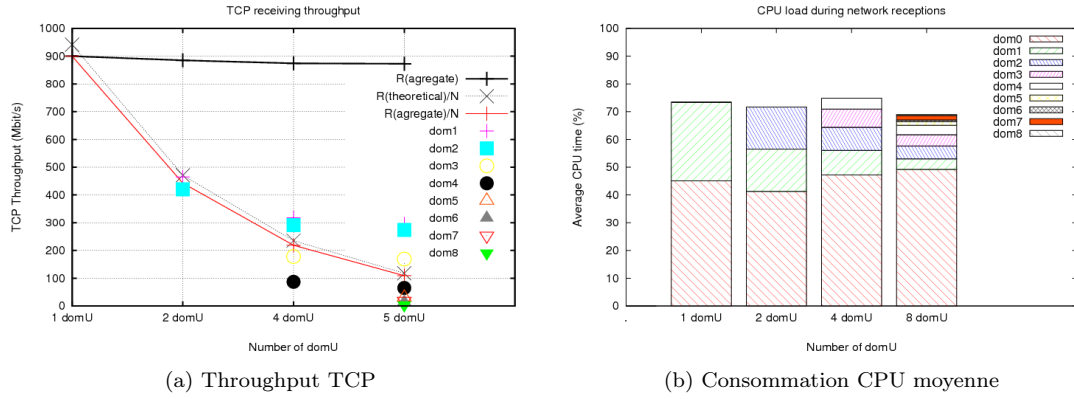 TCP receiving throughput
TCP Throughput (Mbit/s)
1000
900
800
700
600
500
400
300
200
100
0
R(agregate)
R(theoretical)/N
R(agregate)/N
dom1
dom2
dom3
dom4
dom5
dom6
dom7
dom8
1 domU
2 domU
4 domU
5 domU
Number of domU
(a) Throughput TCP
CPU load during network receptions
Average CPU time (%)
100
90
80
70
60
50
40
30
20
10
0
dom0
dom1
dom2
dom3
dom4
dom5
dom6
dom7
dom8
.
1 domU
2 domU
4 domU
8 domU
Number of domU
(b) Consommation CPU moyenne